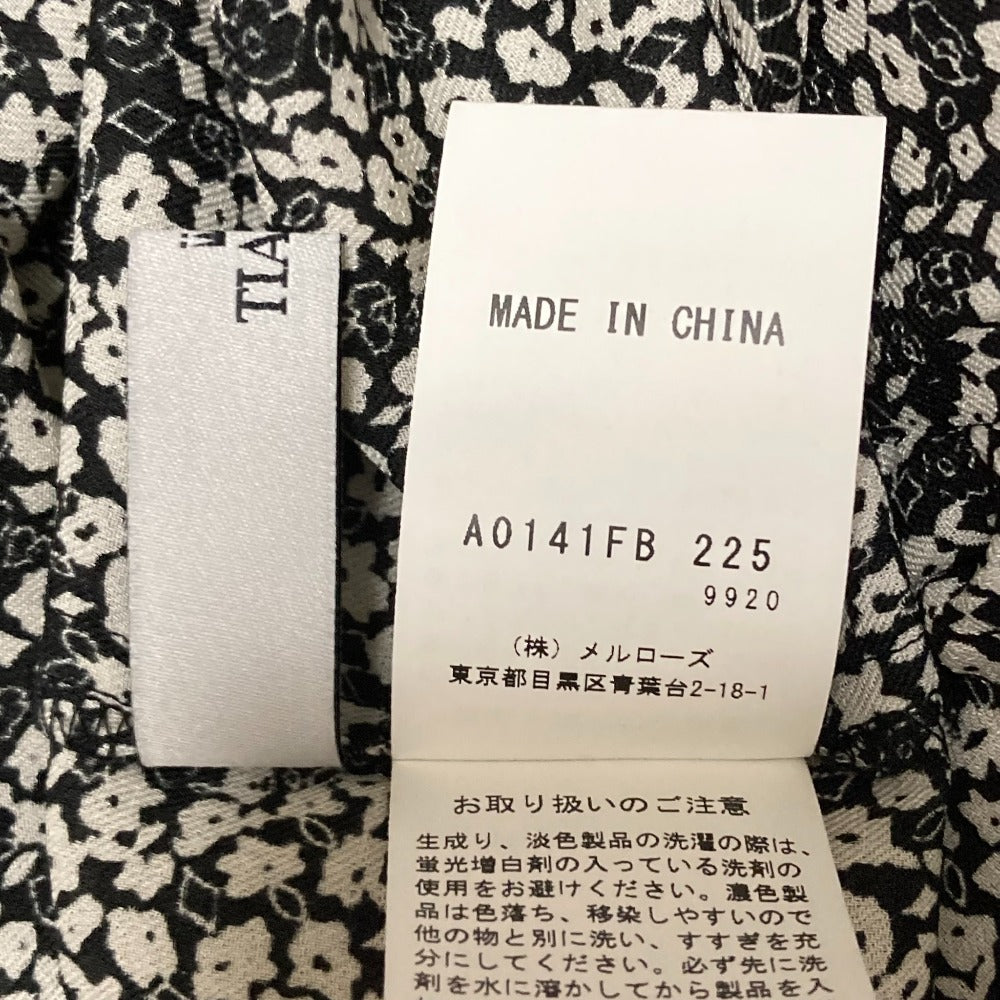 TIA
MADE IN CHINA
A0141FB 225
9920
(株)メルローズ
東京都目黒区青葉台2-18-1
お取り扱いのご注意
生成り、淡色製品の洗濯の際は、
蛍光増白剤の入っている洗剤の
使用をお避けください。濃色製
品は色落ち、移染しやすいので
他の物と別に洗い、すすぎを充
分にしてください。必ず先に洗
剤を水に溶かしてから製品を入